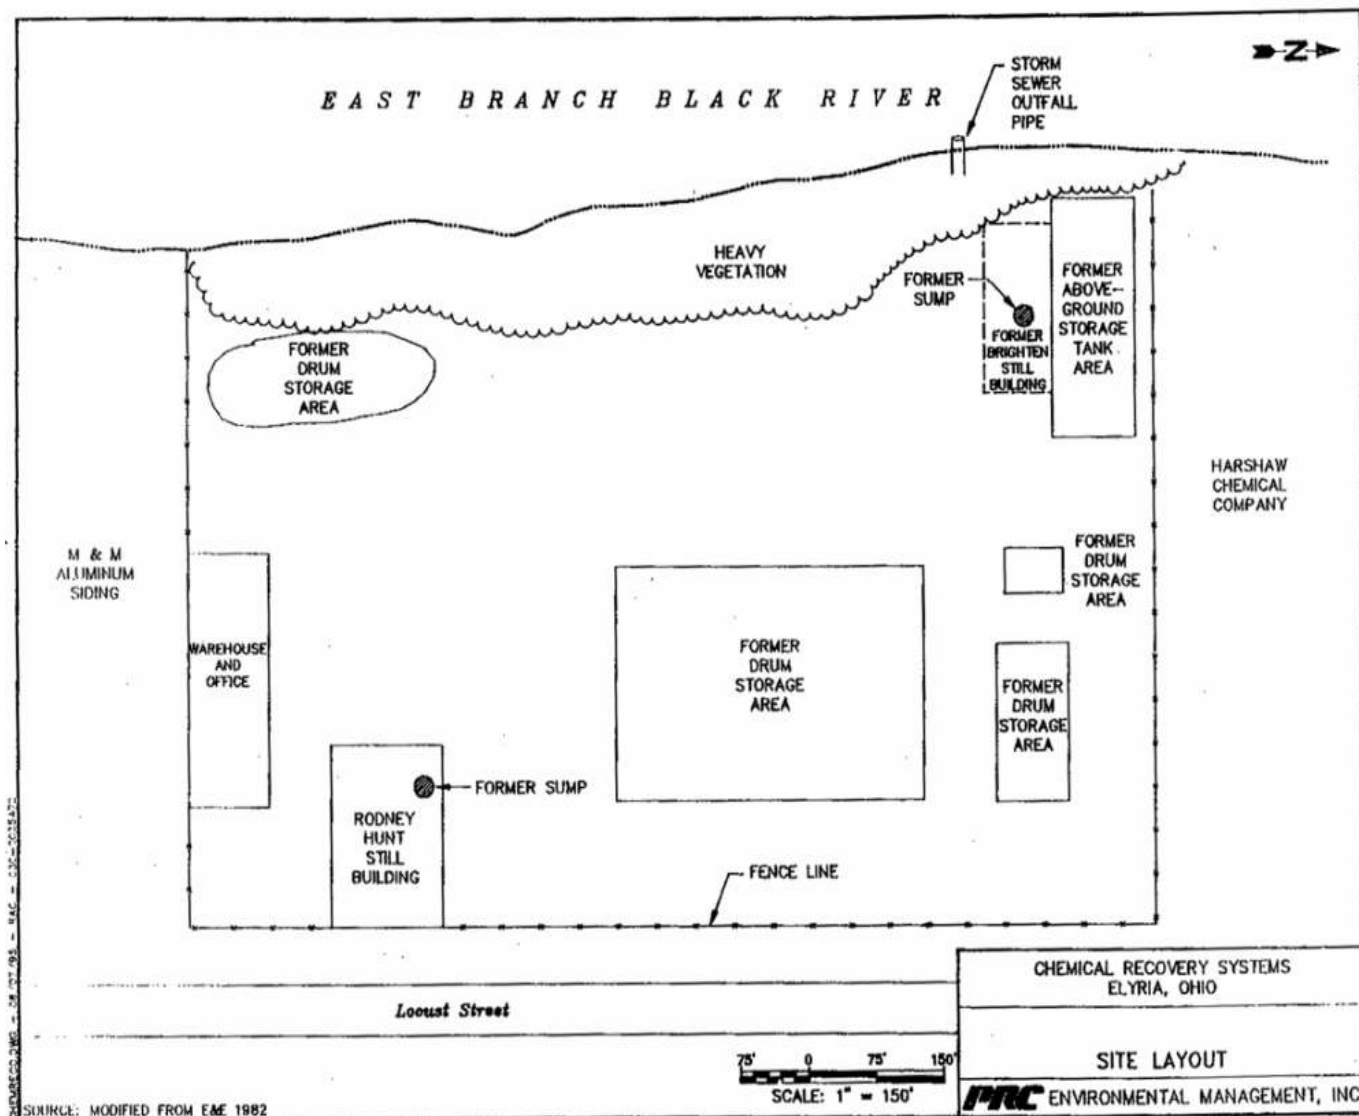 N
STORM
SEWER
OUTFALL
PIPE
EAST BRANCH BLACK RIVER
HEAVY
VEGETATION
FORMER
SUMP
FORMER
BRIGHTEN
STILL
BUILDING
FORMER
ABOVE-
GROUND
STORAGE
TANK
AREA
FORMER
DRUM
STORAGE
AREA
HARSHAW
CHEMICAL
COMPANY
M & M
ALUMINUM
SIDING
FORMER
DRUM
STORAGE
AREA
WAREHOUSE
AND
OFFICE
FORMER
DRUM
STORAGE
AREA
FORMER
DRUM
STORAGE
AREA
FORMER SUMP
RODNEY
HUNT
STILL
BUILDING
FENCE LINE
Locust Street
75' 0 75' 150'
SCALE: 1" = 150'
CHEMICAL RECOVERY SYSTEMS
ELYRIA, OHIO
SITE LAYOUT
PRC ENVIRONMENTAL MANAGEMENT, INC
SOURCE: MODIFIED FROM E&E 1982